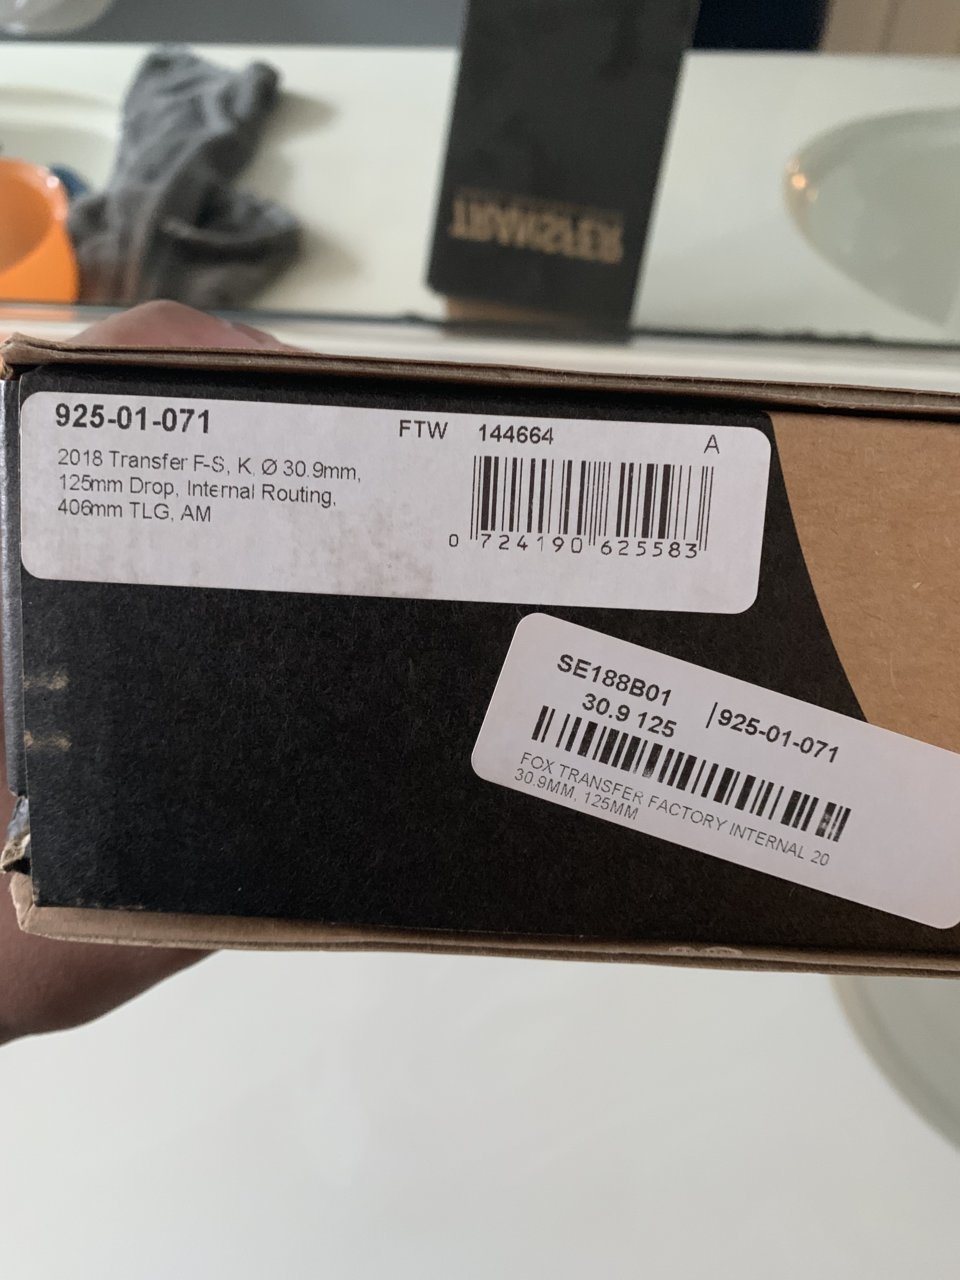 TRANSFER
925-01-071
FTW 144664 A
2018 Transfer F-S, K, Ø 30.9mm,
125mm Drop, Internal Routing,
406mm TLG, AM
0 724190 625583
SE188B01 |925-01-071
30.9 125
FOX TRANSFER FACTORY INTERNAL 20
30.9MM, 125MM